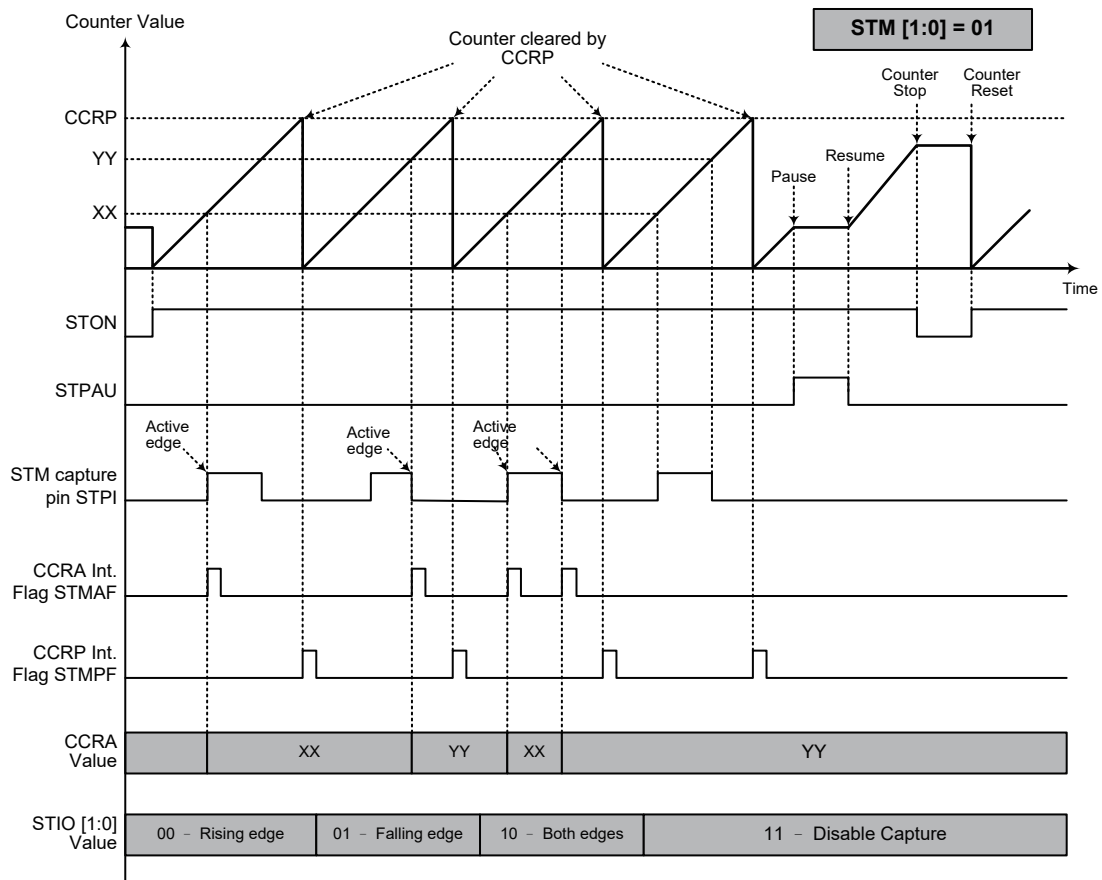 Counter Value
STM [1:0] = 01
Counter cleared by
CCRP
Counter
Stop
Counter
Reset
CCRP
YY
Resume
Pause
XX
Time
STON
STPAU
Active
edge
Active
edge
Active
edge
STM capture
pin STPI
CCRA Int.
Flag STMAF
CCRP Int.
Flag STMPF
CCRA
Value
XX
YY
XX
YY
STIO [1:0]
Value
00 – Rising edge
01 – Falling edge
10 – Both edges
11 – Disable Capture